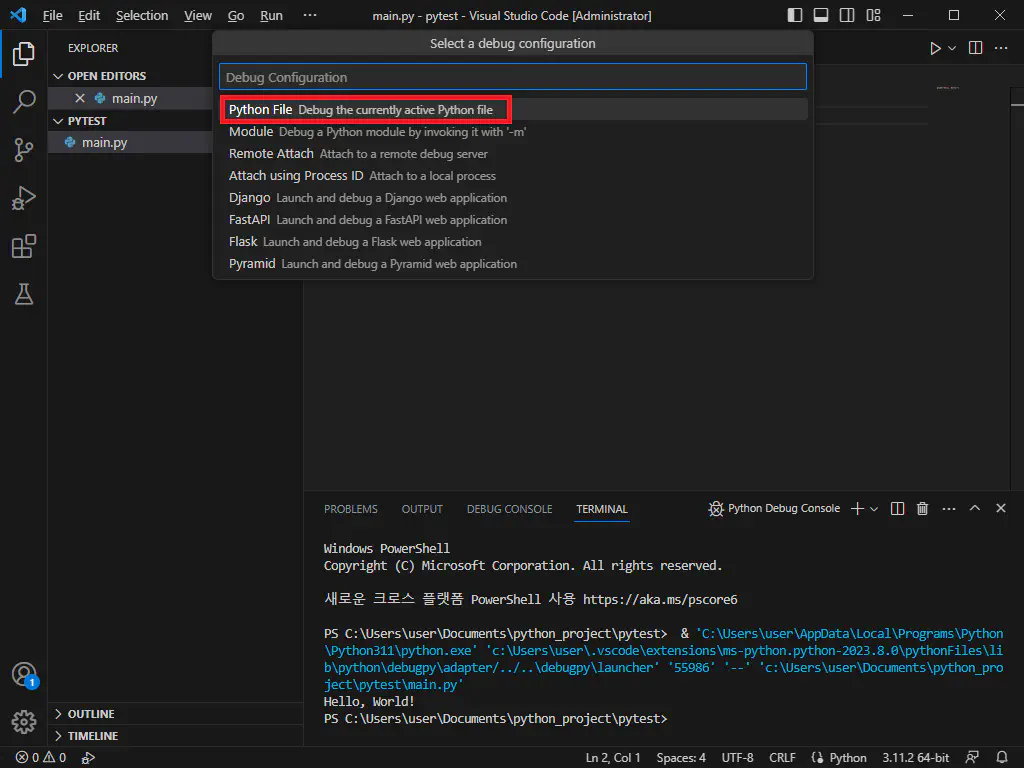 File Edit Selection View Go Run ··· main.py - pytest - Visual Studio Code [Administrator]
Select a debug configuration
Debug Configuration
Python File Debug the currently active Python file
Module Debug a Python module by invoking it with '-m'
Remote Attach Attach to a remote debug server
Attach using Process ID Attach to a local process
Django Launch and debug a Django web application
FastAPI Launch and debug a FastAPI web application
Flask Launch and debug a Flask web application
Pyramid Launch and debug a Pyramid web application
EXPLORER
OPEN EDITORS
main.py
PYTEST
main.py
OUTLINE
TIMELINE
1
PROBLEMS OUTPUT DEBUG CONSOLE TERMINAL Python Debug Console
Windows PowerShell
Copyright (C) Microsoft Corporation. All rights reserved.
새로운 크로스 플랫폼 PowerShell 사용 https://aka.ms/pscore6
PS C:\Users\user\Documents\python_project\pytest> & 'C:\Users\user\AppData\Local\Programs\Python
\Python311\python.exe' 'c:\Users\user\.vscode\extensions\ms-python.python-2023.8.0\pythonFiles\li
b\python\debugpy\adapter/../..\debugpy\launcher' '55986' '--' 'c:\Users\user\Documents\python_pro
ject\pytest\main.py'
Hello, World!
PS C:\Users\user\Documents\python_project\pytest>
0 0 Ln 2, Col 1 Spaces: 4 UTF-8 CRLF Python 3.11.2 64-bit